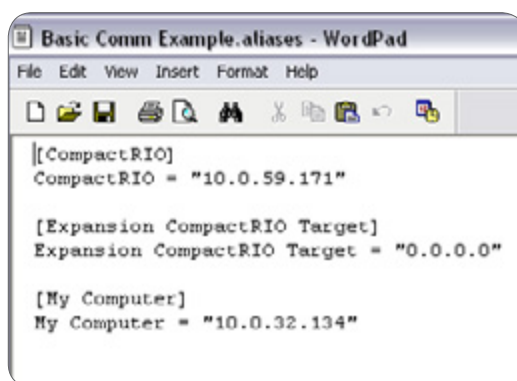 Basic Comm Example.aliases - WordPad
File Edit View Insert Format Help
[CompactRIO]
CompactRIO = "10.0.59.171"
[Expansion CompactRIO Target]
Expansion CompactRIO Target = "0.0.0.0"
[My Computer]
My Computer = "10.0.32.134"